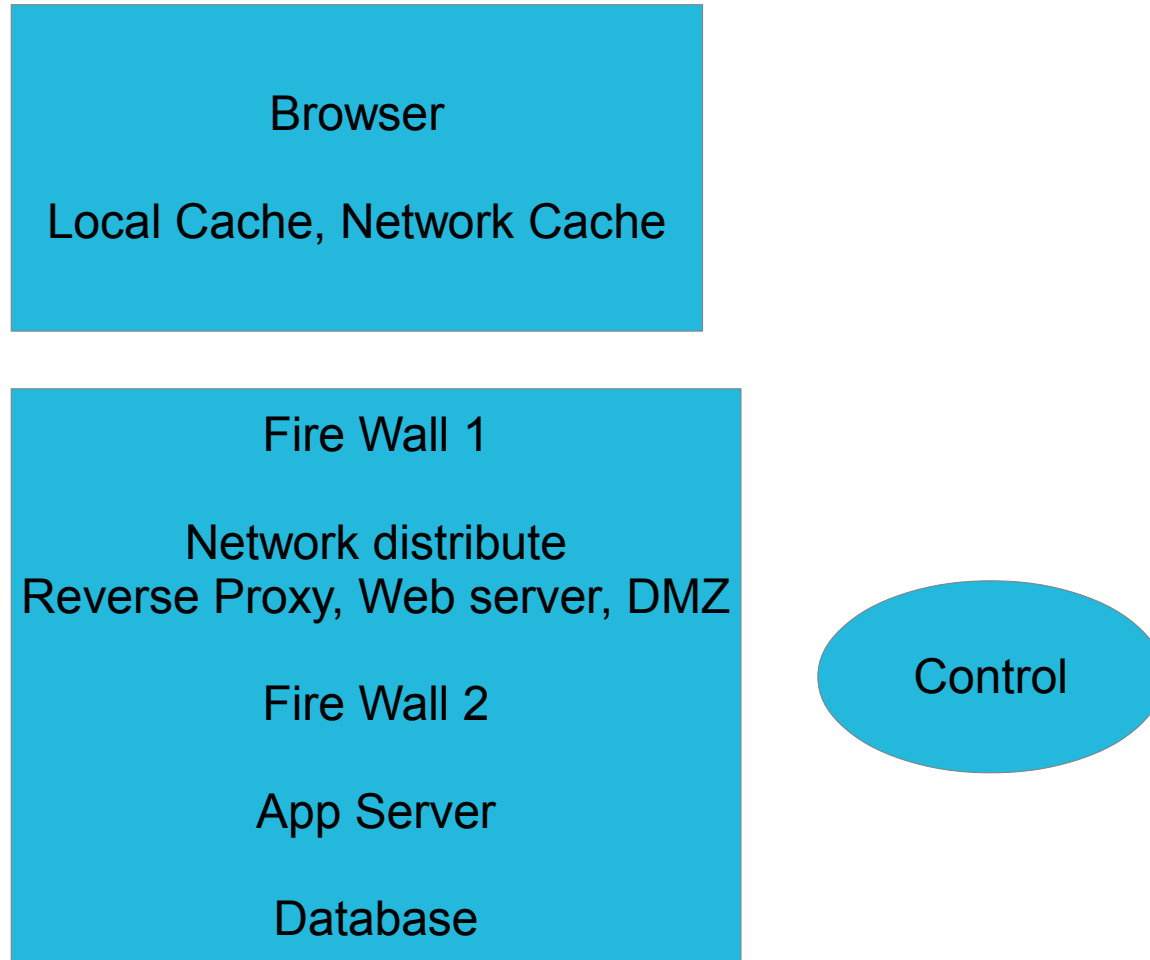 Browser
Local Cache, Network Cache
Fire Wall 1
Network distribute
Reverse Proxy, Web server, DMZ
Fire Wall 2
App Server
Database
Control